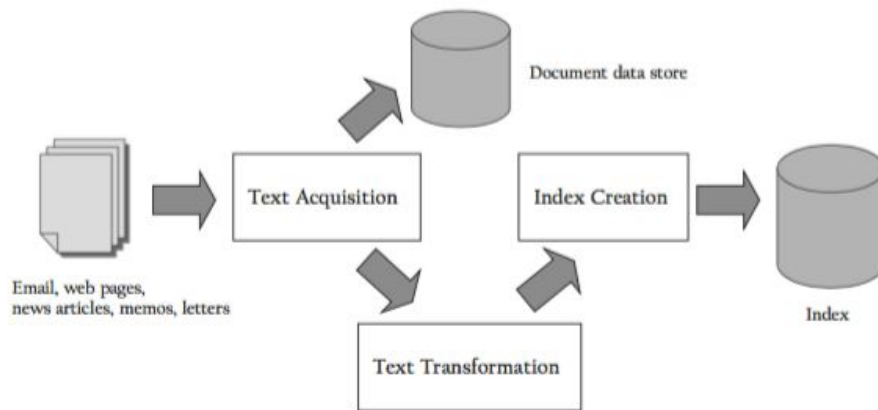 Document data store
Text Acquisition
Index Creation
Email, web pages,
news articles, memos, letters
Index
Text Transformation